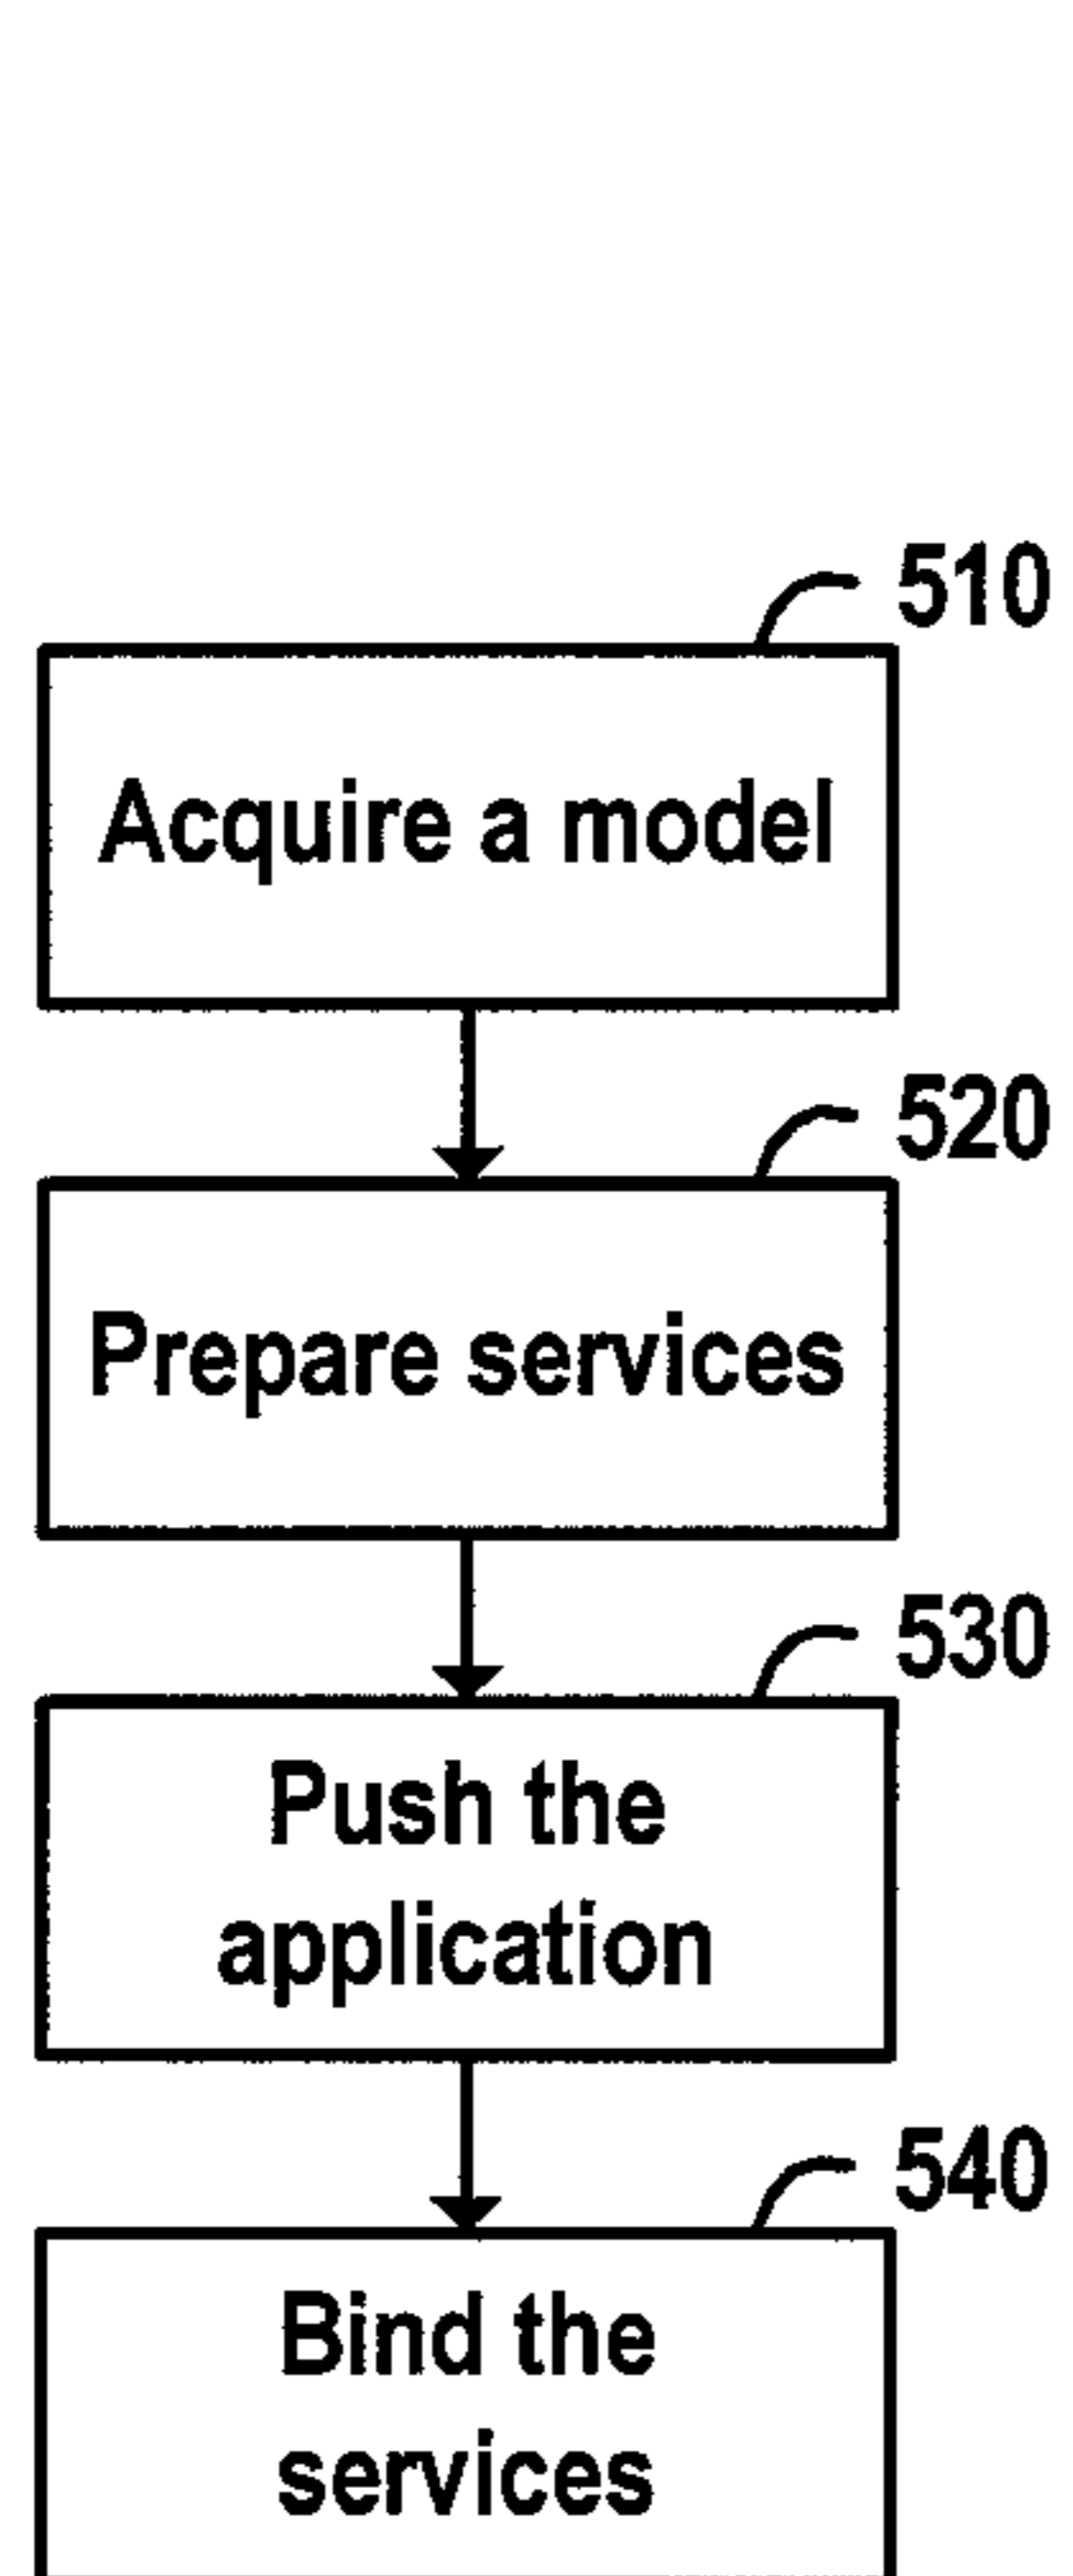 510
Acquire a model
520
Prepare services
530
Push the
application
540
Bind the
services